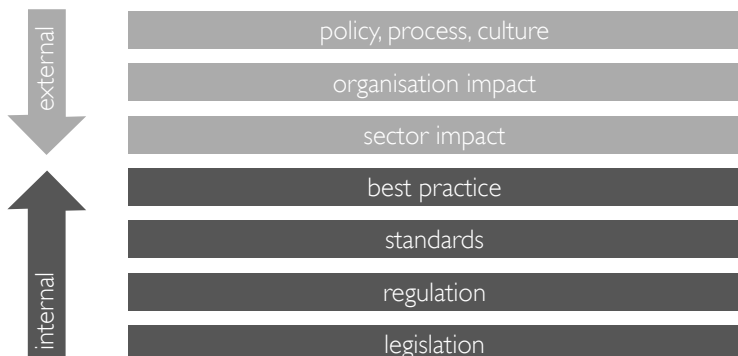 external
policy, process, culture
organisation impact
sector impact
best practice
standards
regulation
legislation
internal